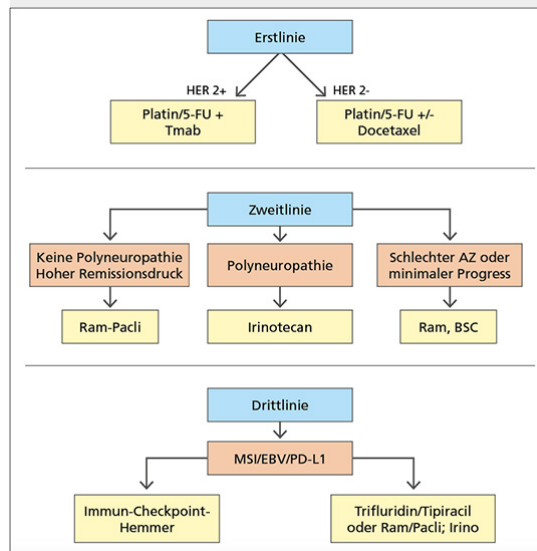 Erstlinie
HER 2+
HER 2-
Platin/5-FU +
Tmab
Platin/5-FU +/-
Docetaxel
Zweitlinie
Keine Polyneuropathie
Hoher Remissionsdruck
Polyneuropathie
Schlechter AZ oder
minimaler Progress
Ram-Pacli
Irinotecan
Ram, BSC
Drittlinie
MSI/EBV/PD-L1
Immun-Checkpoint-
Hemmer
Trifluridin/Tipiracil
oder Ram/Pacli; Irino